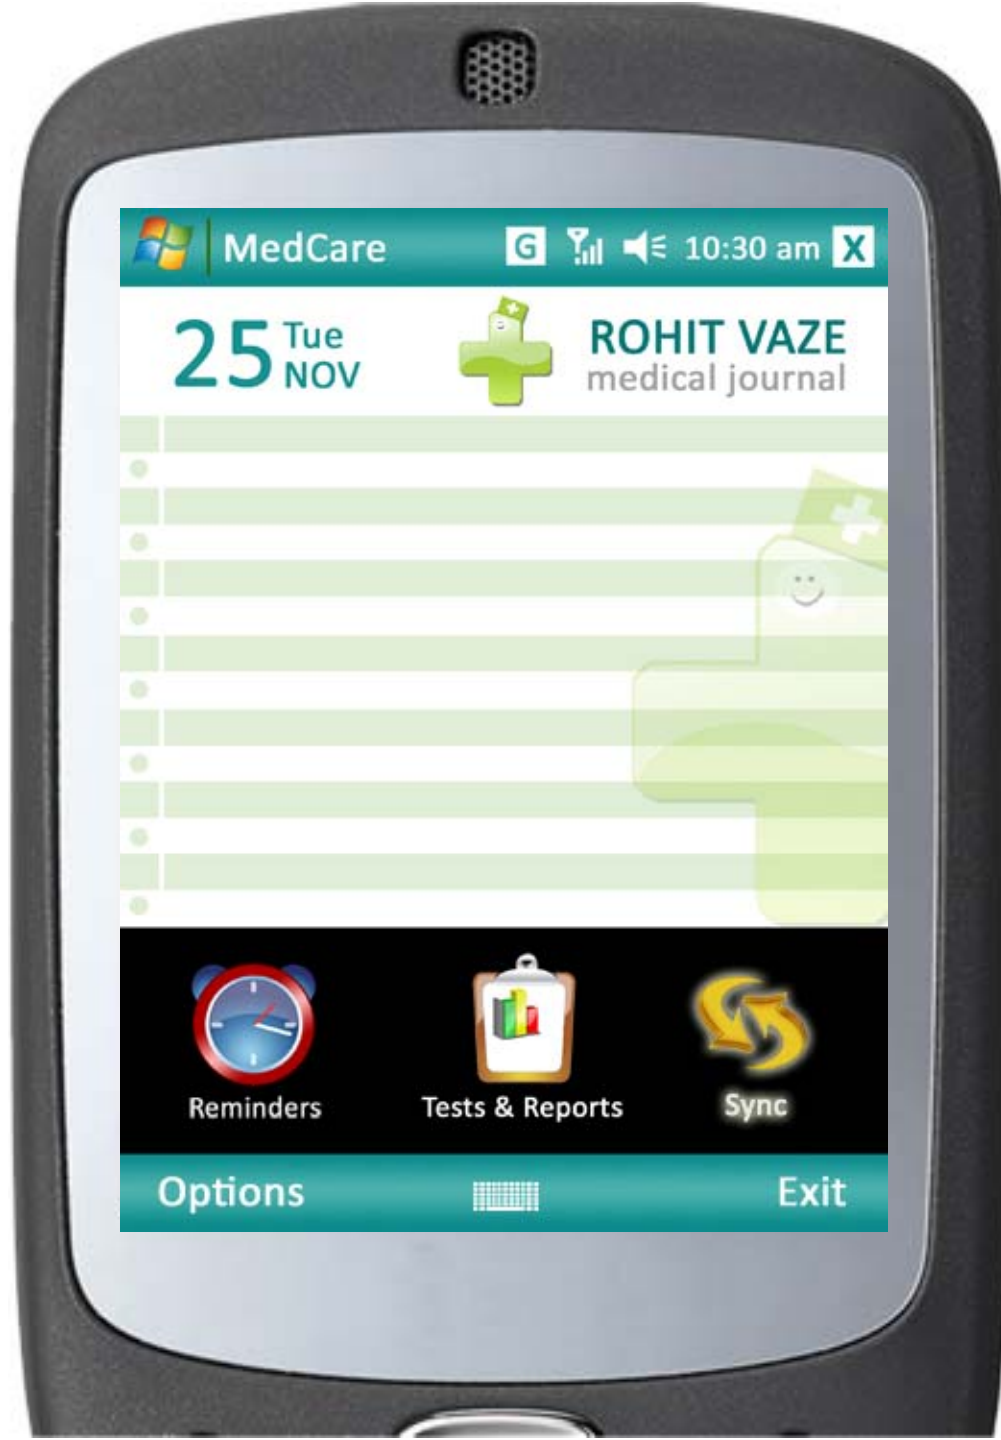 MedCare G 10:30 am X
25 Tue NOV
ROHIT VAZE
medical journal
Reminders Tests & Reports Sync
Options Exit